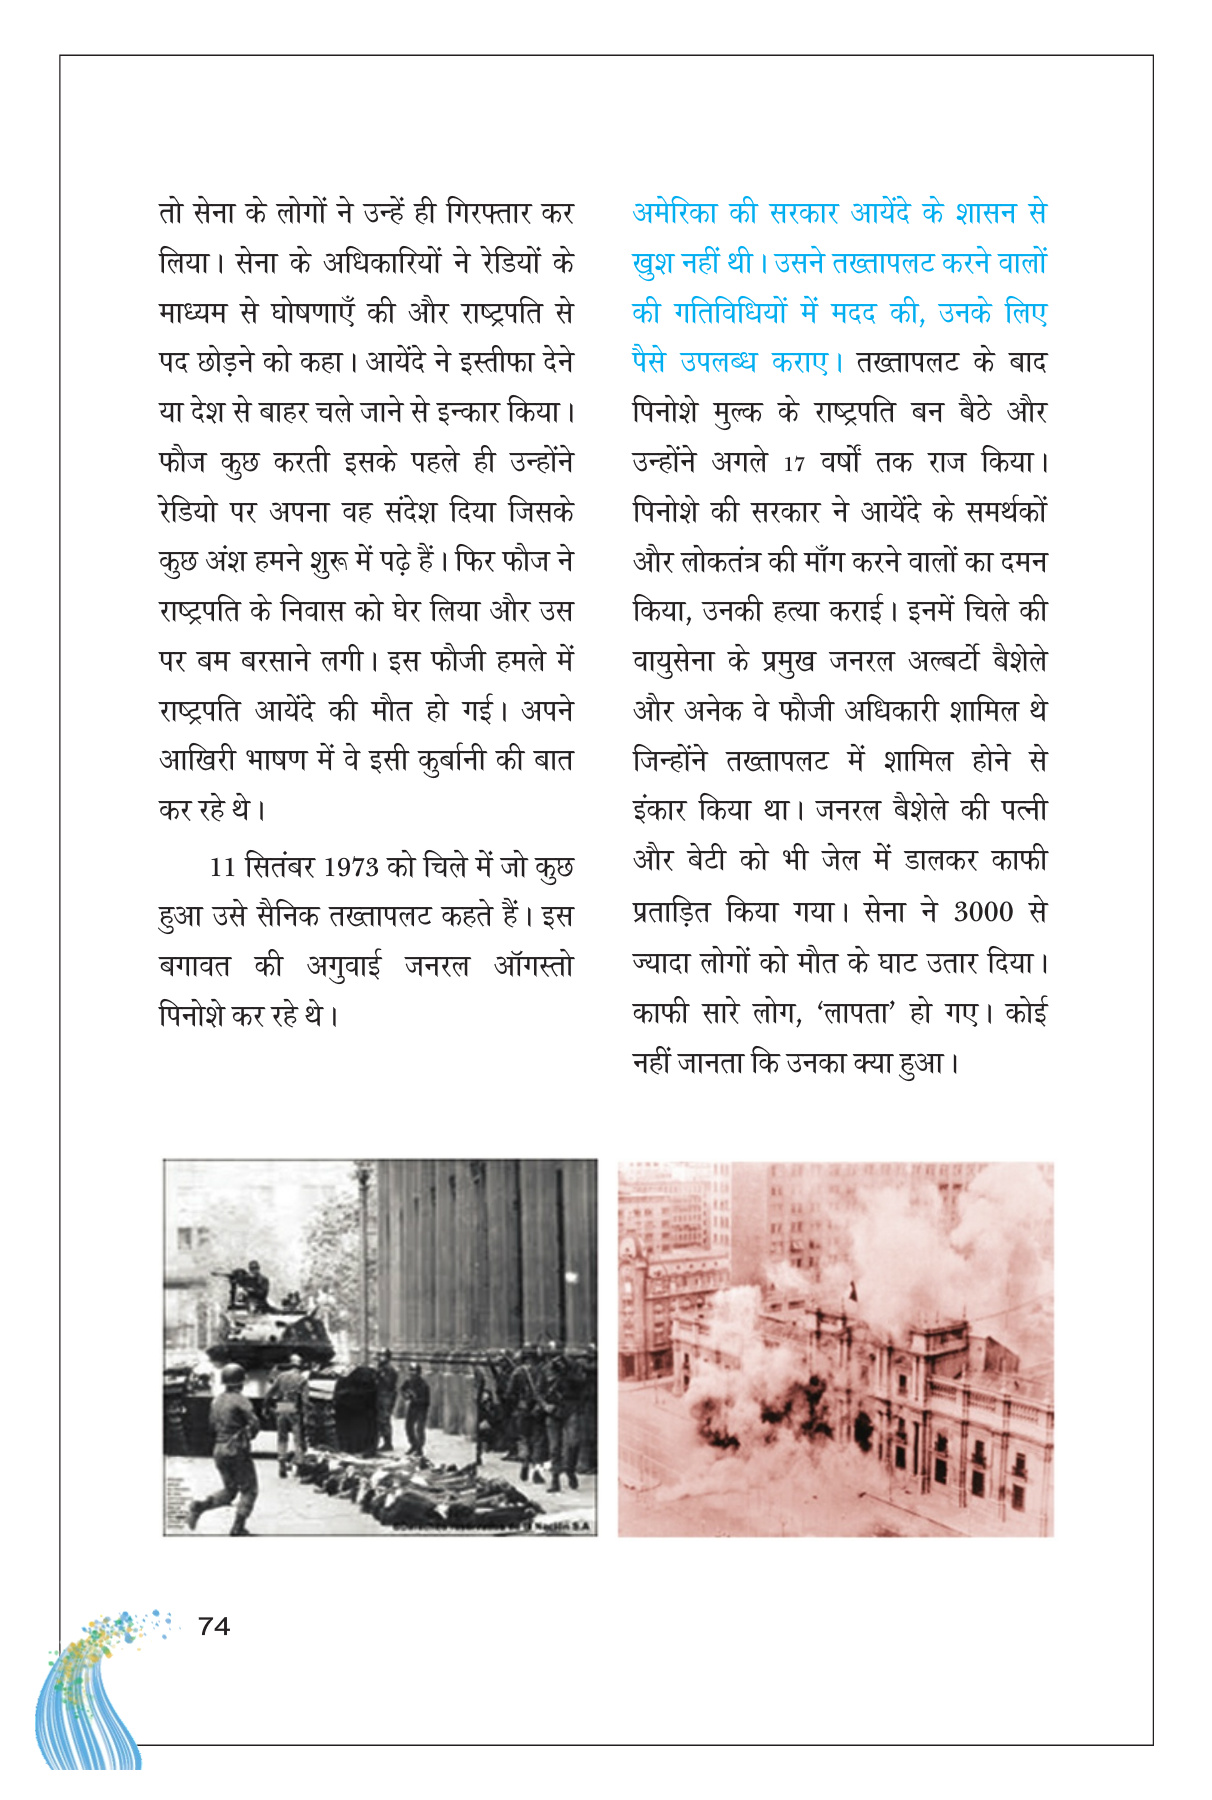 तो सेना के लोगों ने उन्हें ही गिरफ्तार कर
लिया। सेना के अधिकारियों ने रेडियों के
माध्यम से घोषणाएँ की और राष्ट्रपति से
पद छोड़ने को कहा। आयेंदे ने इस्तीफा देने
या देश से बाहर चले जाने से इन्कार किया।
फौज कुछ करती इसके पहले ही उन्होंने
रेडियो पर अपना वह संदेश दिया जिसके
कुछ अंश हमने शुरू में पढ़े हैं। फिर फौज ने
राष्ट्रपति के निवास को घेर लिया और उस
पर बम बरसाने लगी। इस फौजी हमले में
राष्ट्रपति आयेंदे की मौत हो गई। अपने
आखिरी भाषण में वे इसी कुर्बानी की बात
कर रहे थे।
11 सितंबर 1973 को चिले में जो कुछ
हुआ उसे सैनिक तख्तापलट कहते हैं। इस
बगावत की अगुवाई जनरल ऑगस्तो
पिनोशे कर रहे थे।
अमेरिका की सरकार आयेंदे के शासन से
खुश नहीं थी। उसने तख्तापलट करने वालों
की गतिविधियों में मदद की, उनके लिए
पैसे उपलब्ध कराए। तख्तापलट के बाद
पिनोशे मुल्क के राष्ट्रपति बन बैठे और
उन्होंने अगले 17 वर्षों तक राज किया।
पिनोशे की सरकार ने आयेंदे के समर्थकों
और लोकतंत्र की माँग करने वालों का दमन
किया, उनकी हत्या कराई। इनमें चिले की
वायुसेना के प्रमुख जनरल अल्बर्टो बैशेले
और अनेक वे फौजी अधिकारी शामिल थे
जिन्होंने तख्तापलट में शामिल होने से
इंकार किया था। जनरल बैशेले की पत्नी
और बेटी को भी जेल में डालकर काफी
प्रताड़ित किया गया। सेना ने 3000 से
ज्यादा लोगों को मौत के घाट उतार दिया।
काफी सारे लोग, ‘लापता’ हो गए। कोई
नहीं जानता कि उनका क्या हुआ।
74